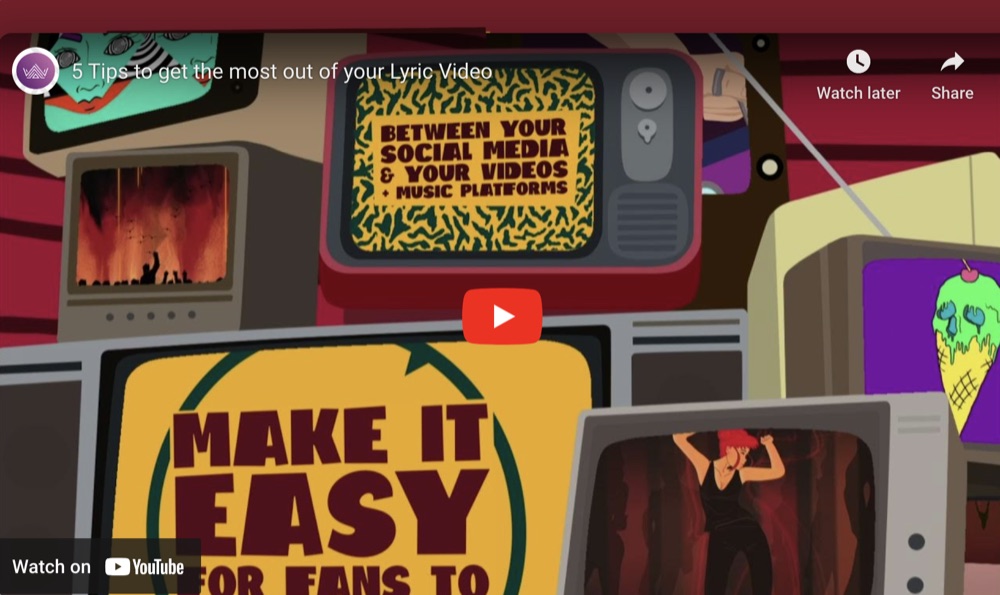 5 Tips to get the most out of your Lyric Video
Watch later
Share
BETWEEN YOUR
SOCIAL MEDIA
& YOUR VIDEOS
+ MUSIC PLATFORMS
MAKE IT
EASY
FOR FANS TO
Watch on YouTube